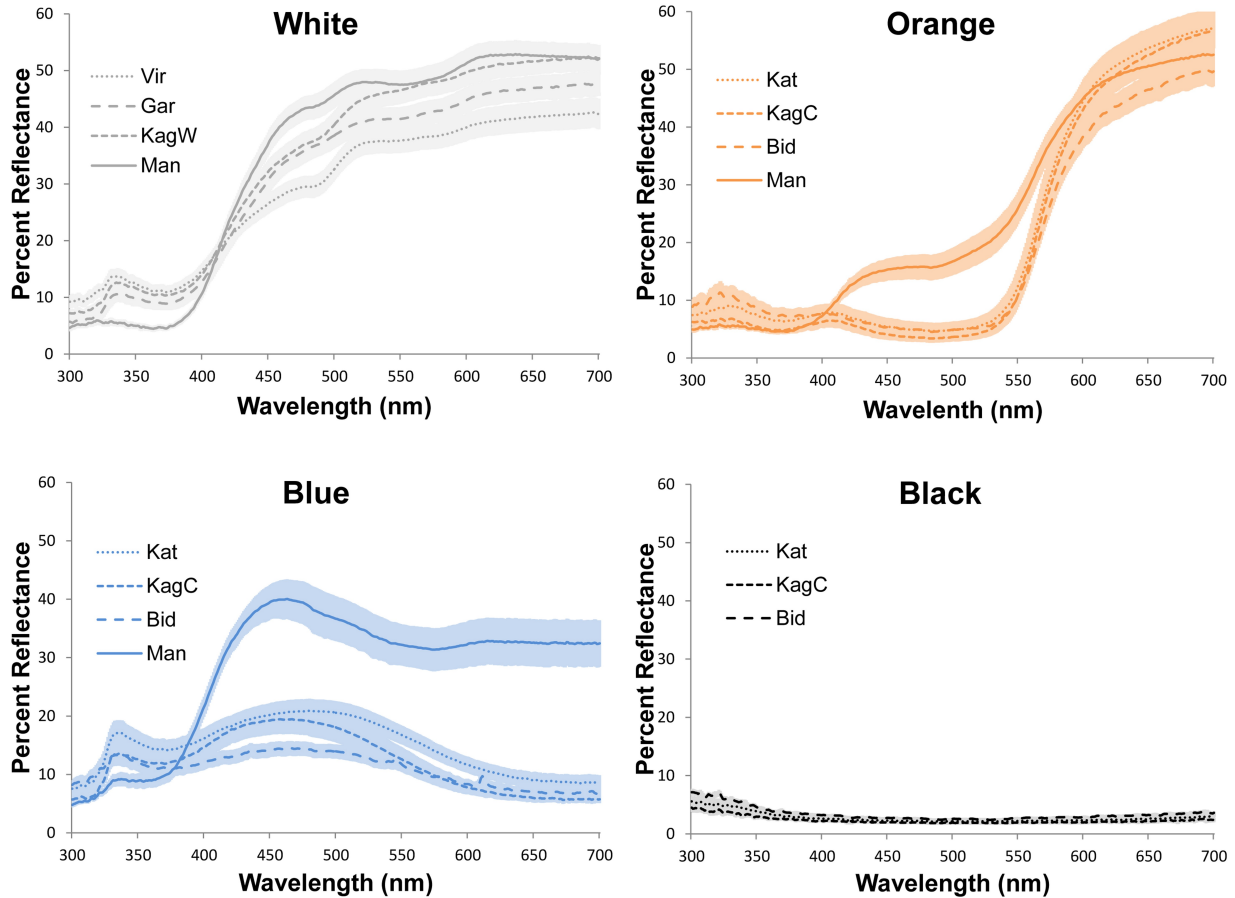 White
Percent Reflectance
60
50
40
30
20
10
0
Vir
Gar
KagW
Man
300 350 400 450 500 550 600 650 700
Wavelength (nm)
Orange
Percent Reflectance
60
50
40
30
20
10
0
Kat
KagC
Bid
Man
300 350 400 450 500 550 600 650 700
Wavelenth (nm)
Blue
Percent Reflectance
60
50
40
30
20
10
0
Kat
KagC
Bid
Man
300 350 400 450 500 550 600 650 700
Wavelength (nm)
Black
Percent Reflectance
60
50
40
30
20
10
0
Kat
KagC
Bid
300 350 400 450 500 550 600 650 700
Wavelength (nm)